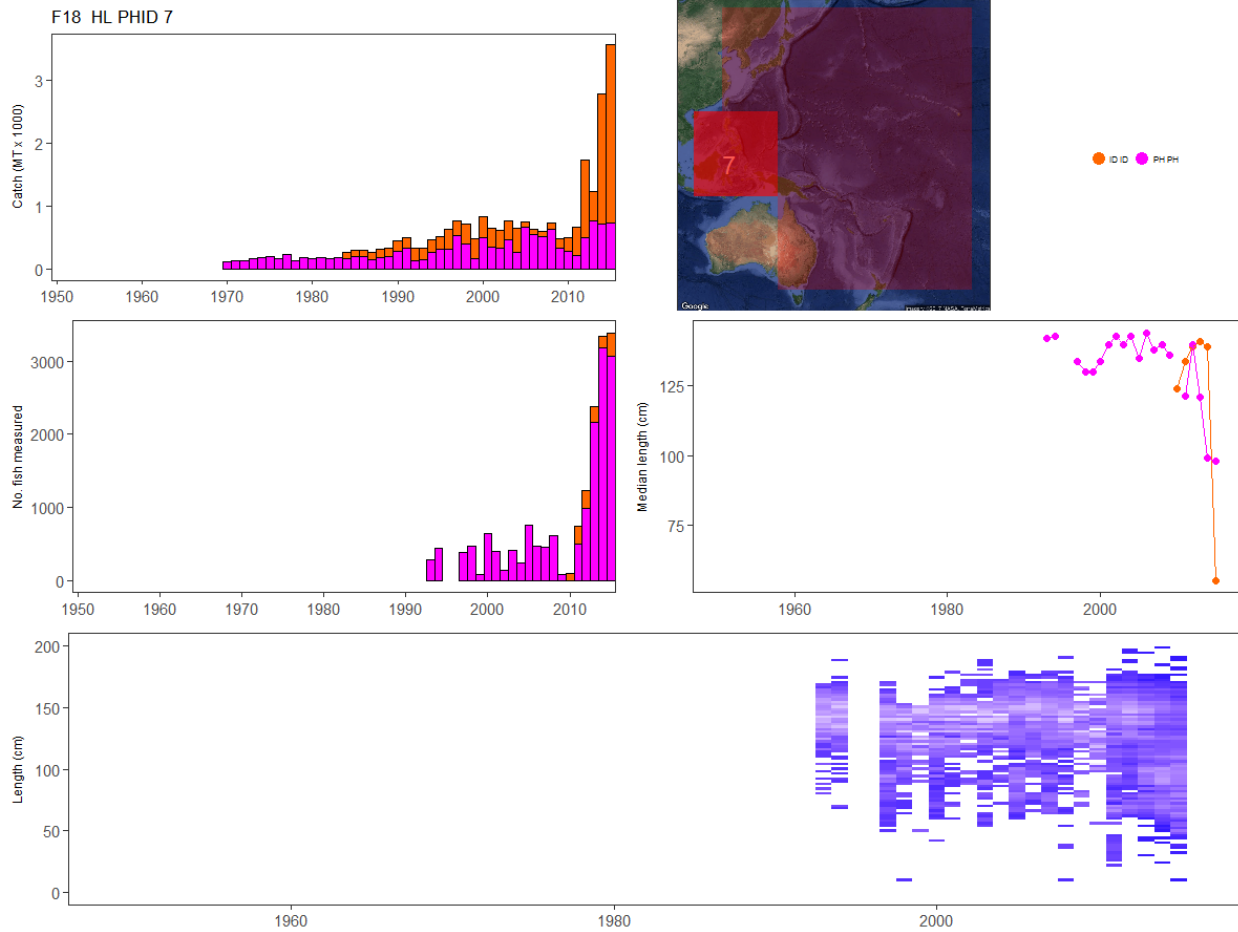 F18 HL PHID 7
Catch (MT x 1000)
3
2
1
0
1950 1960 1970 1980 1990 2000 2010
7
Google
ID ID PH PH
No. fish measured
3000
2000
1000
0
1950 1960 1970 1980 1990 2000 2010
Median length (cm)
125
100
75
1960 1980 2000
Length (cm)
200
150
100
50
0
1960 1980 2000